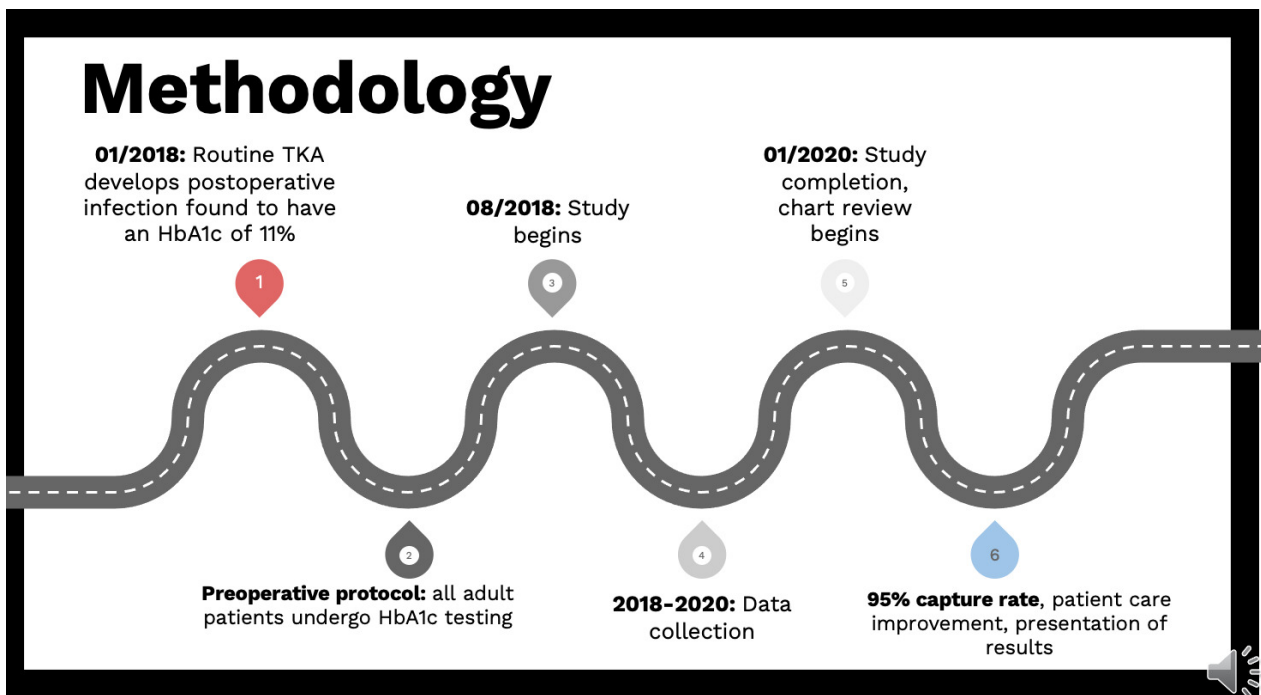 Methodology
01/2018: Routine TKA
develops postoperative
infection found to have
an HbA1c of 11%
1
Preoperative protocol: all adult
patients undergo HbA1c testing
2
08/2018: Study
begins
3
2018-2020: Data
collection
4
01/2020: Study
completion,
chart review
begins
5
95% capture rate, patient care
improvement, presentation of
results
6